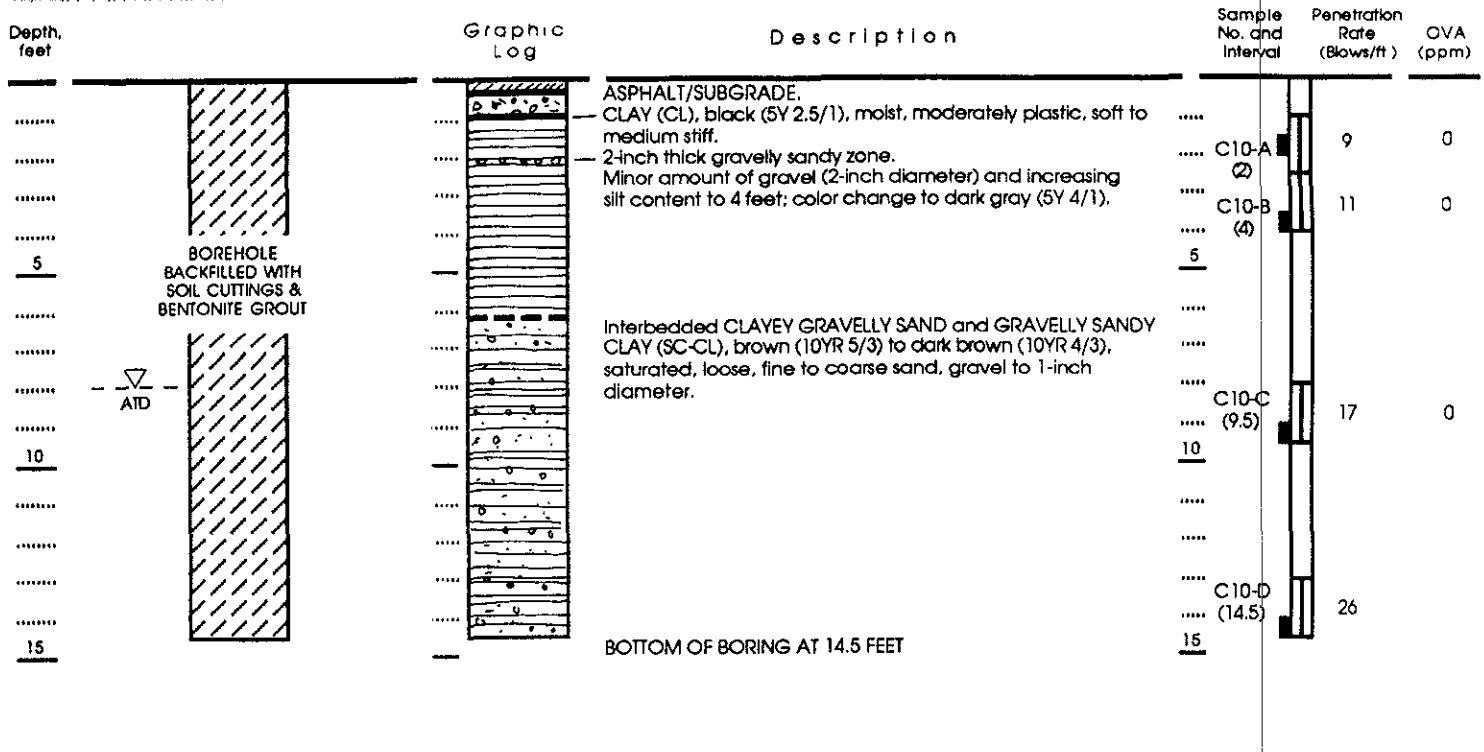 Depth,
feet
Graphic
Log
Description
Sample
No. and
Interval
Penetration
Rate
(Blows/ft)
OVA
(ppm)
ASPHALT/SUBGRADE.
CLAY (CL), black (5Y 2.5/1), moist, moderately plastic, soft to
medium stiff.
2-inch thick gravelly sandy zone.
Minor amount of gravel (2-inch diameter) and increasing
silt content to 4 feet; color change to dark gray (5Y 4/1).
C10-A
(2)
9
0
C10-B
(4)
11
0
5
BOREHOLE
BACKFILLED WITH
SOIL CUTTINGS &
BENTONITE GROUT
5
Interbedded CLAYEY GRAVELLY SAND and GRAVELLY SANDY
CLAY (SC-CL), brown (10YR 5/3) to dark brown (10YR 4/3),
saturated, loose, fine to coarse sand, gravel to 1-inch
diameter.
ATD
C10-C
(9.5)
17
0
10
10
C10-D
(14.5)
26
15
BOTTOM OF BORING AT 14.5 FEET
15